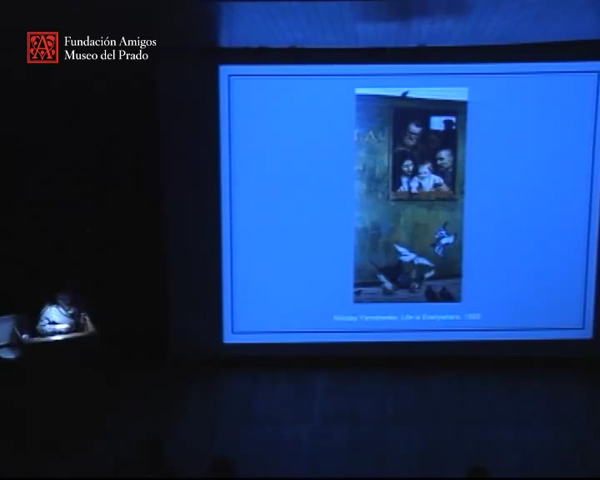 Fundación Amigos
Museo del Prado
Nikolay Yaroshenko, Life is Everywhere, 1888